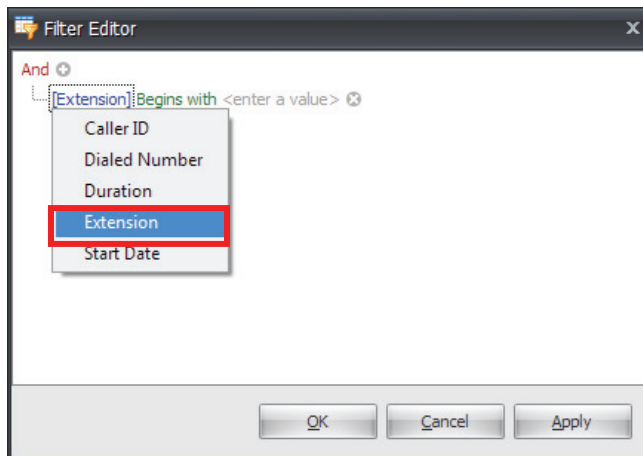 Filter Editor
And
[Extension] Begins with <enter a value>
Caller ID
Dialed Number
Duration
Extension
Start Date
OK Cancel Apply